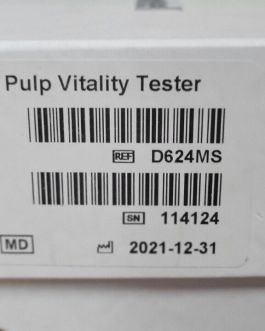 Pulp Vitality Tester
REF D624MS
SN 114124
MD 2021-12-31